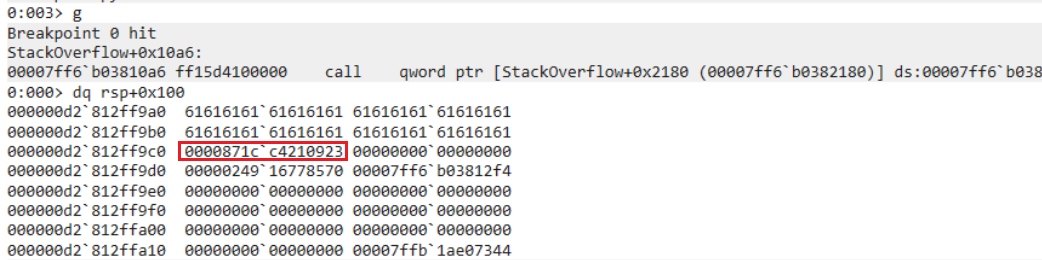 0:003> g
Breakpoint 0 hit
StackOverflow+0x10a6:
00007ff6`b03810a6 ff15d4100000    call    qword ptr [StackOverflow+0x2180 (00007ff6`b0382180)] ds:00007ff6`b038
0:000> dq rsp+0x100
000000d2`812ff9a0  61616161`61616161 61616161`61616161
000000d2`812ff9b0  61616161`61616161 61616161`61616161
000000d2`812ff9c0  0000871c`c4210923 00000000`00000000
000000d2`812ff9d0  00000249`16778570 00007ff6`b03812f4
000000d2`812ff9e0  00000000`00000000 00000000`00000000
000000d2`812ff9f0  00000000`00000000 00000000`00000000
000000d2`812ffa00  00000000`00000000 00000000`00000000
000000d2`812ffa10  00000000`00000000 00007ffb`1ae07344